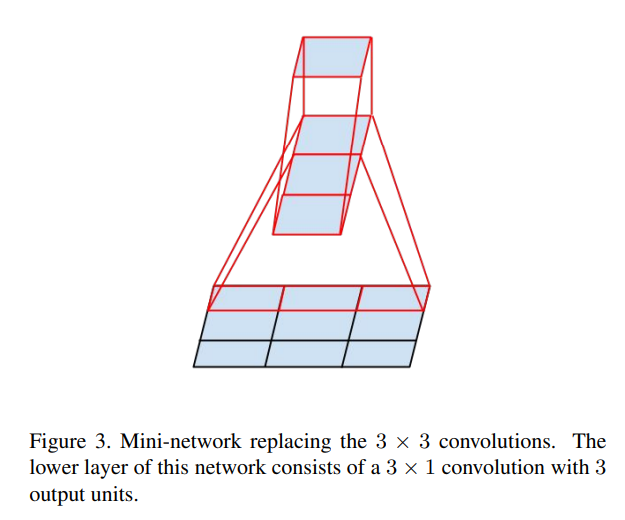 Figure 3. Mini-network replacing the 3 × 3 convolutions. The
lower layer of this network consists of a 3 × 1 convolution with 3
output units.